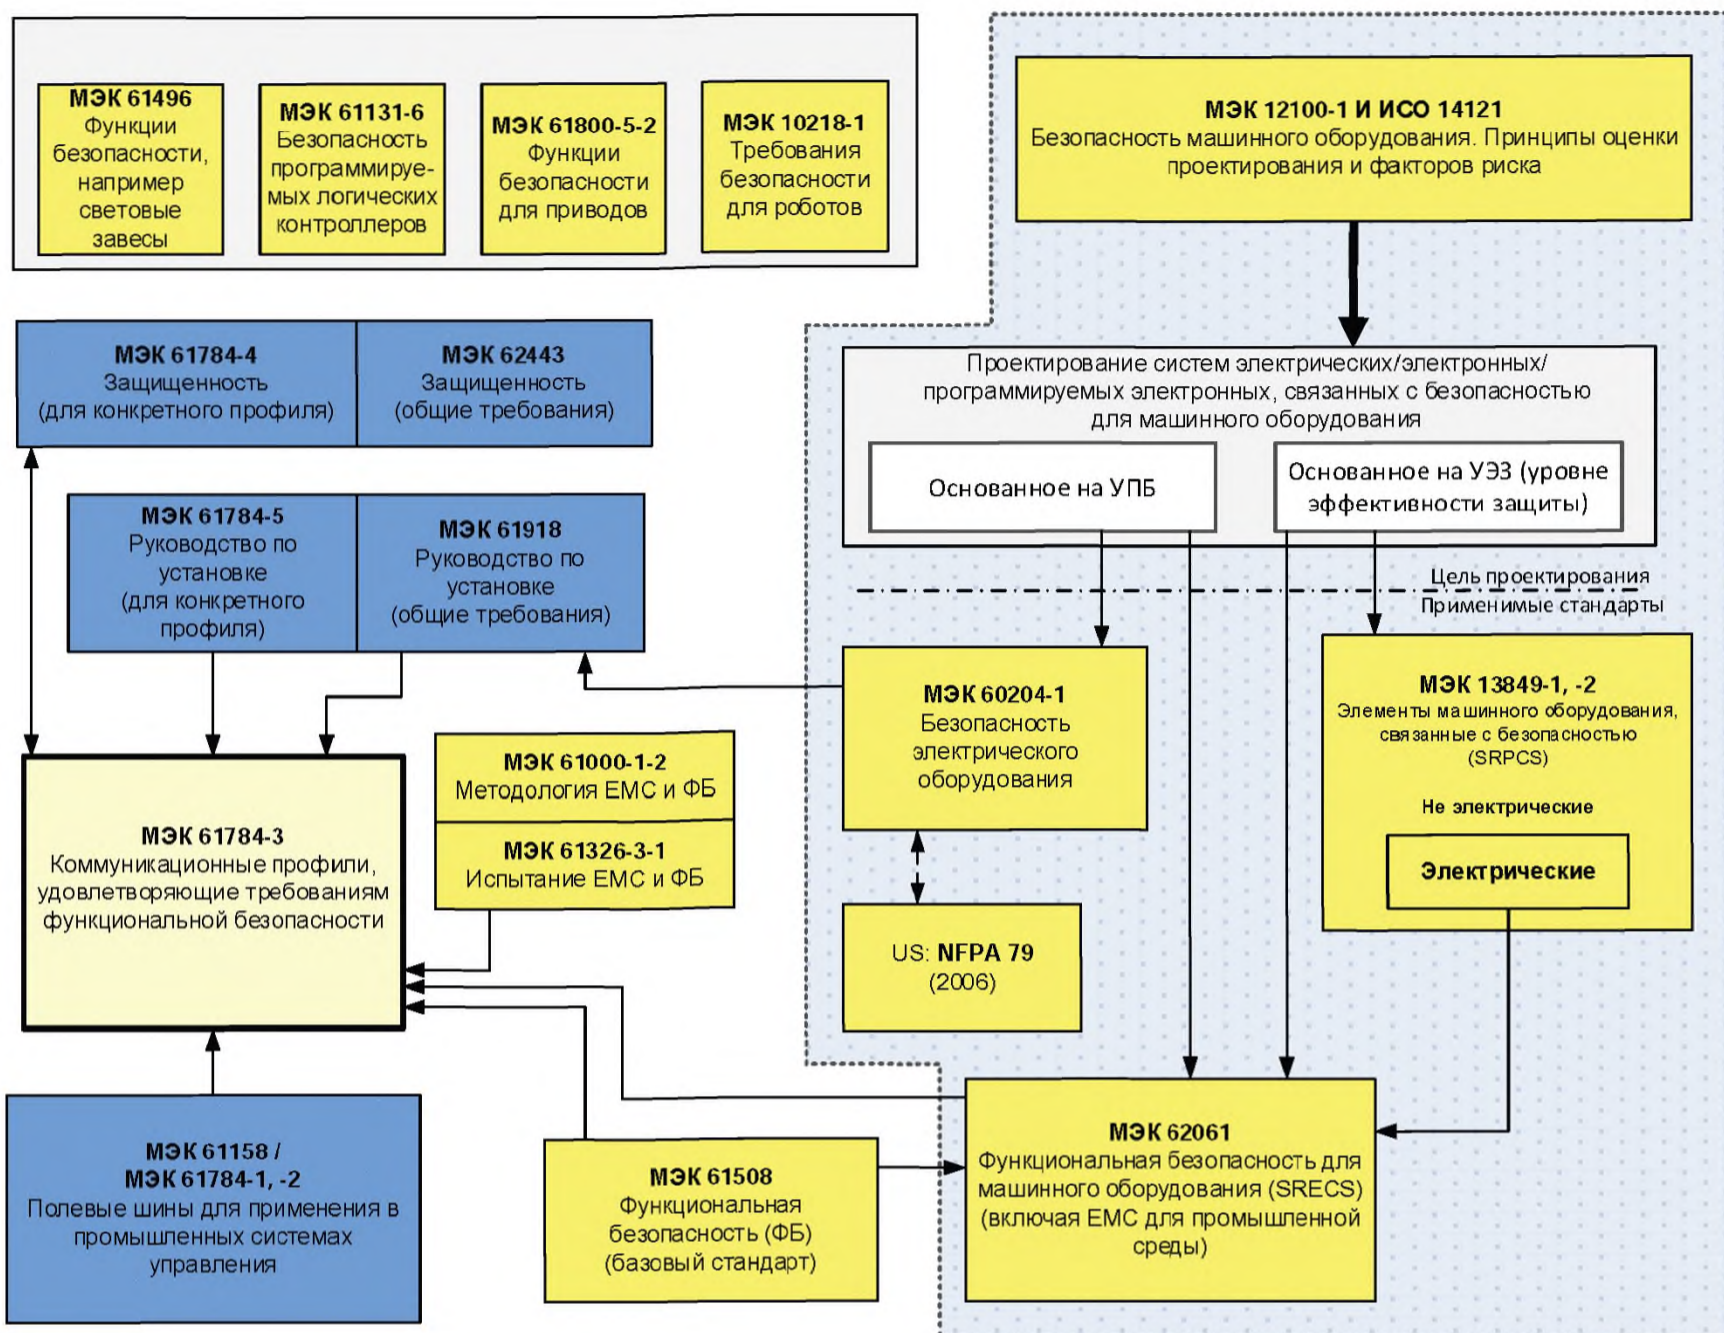 МЭК 61496
Функции
безопасности,
например
световые
завесы
МЭК 61131-6
Безопасность
программируе-
мых логических
контроллеров
МЭК 61800-5-2
Функции
безопасности
для приводов
МЭК 10218-1
Требования
безопасности
для роботов
МЭК 12100-1 И ИСО 14121
Безопасность машинного оборудования. Принципы оценки
проектирования и факторов риска
МЭК 61784-4
Защищенность
(для конкретного профиля)
МЭК 62443
Защищенность
(общие требования)
Проектирование систем электрических/электронных/
программируемых электронных, связанных с безопасностью
для машинного оборудования
Основанное на УПБ
Основанное на УЭЗ (уровне
эффективности защиты)
МЭК 61784-5
Руководство по
установке
(для конкретного
профиля)
МЭК 61918
Руководство по
установке
(общие требования)
Цель проектирования
Применимые стандарты
МЭК 60204-1
Безопасность
электрического
оборудования
МЭК 13849-1, -2
Элементы машинного оборудования,
связанные с безопасностью
(SRPCS)
Не электрические
Электрические
МЭК 61000-1-2
Методология ЕМС и ФБ
МЭК 61326-3-1
Испытание ЕМС и ФБ
МЭК 61784-3
Коммуникационные профили,
удовлетворяющие требованиям
функциональной безопасности
US: NFPA 79
(2006)
МЭК 61158 /
МЭК 61784-1, -2
Полевые шины для применения в
промышленных системах
управления
МЭК 61508
Функциональная
безопасность (ФБ)
(базовый стандарт)
МЭК 62061
Функциональная безопасность для
машинного оборудования (SRECS)
(включая ЕМС для промышленной
среды)